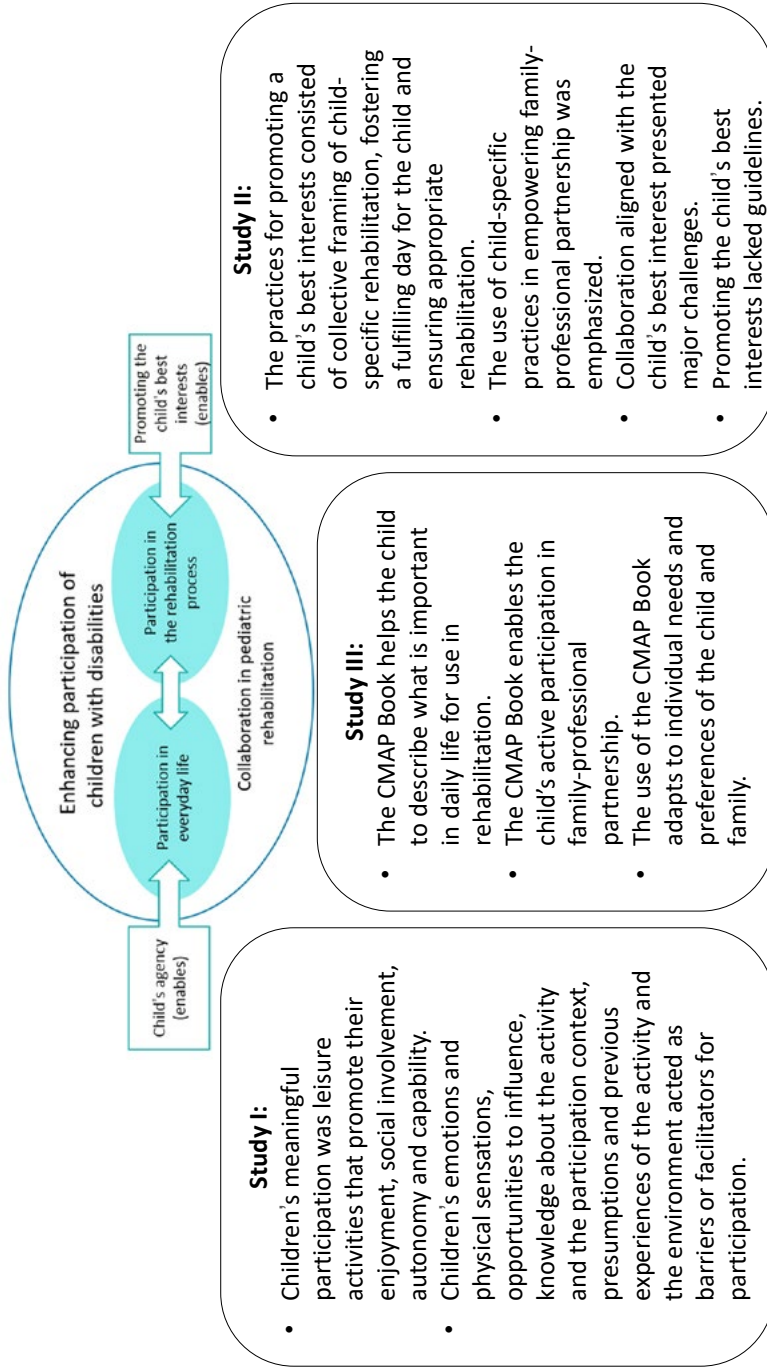 Enhancing participation of
children with disabilities
Child's agency
(enables)
Participation in
everyday life
Participation in
the rehabilitation
process
Promoting the
child's best
interests
(enables)
Collaboration in pediatric
rehabilitation
Study I:
• Children's meaningful
participation was leisure
activities that promote their
enjoyment, social involvement,
autonomy and capability.
• Children's emotions and
physical sensations,
opportunities to influence,
knowledge about the activity
and the participation context,
presumptions and previous
experiences of the activity and
the environment acted as
barriers or facilitators for
participation.
Study III:
• The CMAP Book helps the child
to describe what is important
in daily life for use in
rehabilitation.
• The CMAP Book enables the
child's active participation in
family-professional
partnership.
• The use of the CMAP Book
adapts to individual needs and
preferences of the child and
family.
Study II:
• The practices for promoting a
child's best interests consisted
of collective framing of child-
specific rehabilitation, fostering
a fulfilling day for the child and
ensuring appropriate
rehabilitation.
• The use of child-specific
practices in empowering family-
professional partnership was
emphasized.
• Collaboration aligned with the
child's best interest presented
major challenges.
• Promoting the child's best
interests lacked guidelines.